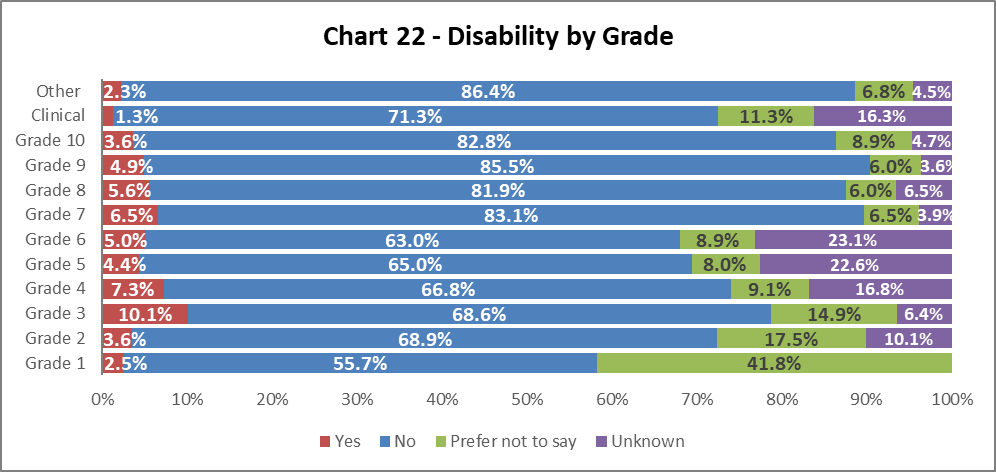 Chart 22 - Disability by Grade
Other 2.3% 86.4% 6.8% 4.5%
Clinical 1.3% 71.3% 11.3% 16.3%
Grade 10 3.6% 82.8% 8.9% 4.7%
Grade 9 4.9% 85.5% 6.0% 3.6%
Grade 8 5.6% 81.9% 6.0% 6.5%
Grade 7 6.5% 83.1% 6.5% 3.9%
Grade 6 5.0% 63.0% 8.9% 23.1%
Grade 5 4.4% 65.0% 8.0% 22.6%
Grade 4 7.3% 66.8% 9.1% 16.8%
Grade 3 10.1% 68.6% 14.9% 6.4%
Grade 2 3.6% 68.9% 17.5% 10.1%
Grade 1 2.5% 55.7% 41.8%
0% 10% 20% 30% 40% 50% 60% 70% 80% 90% 100%
Yes No Prefer not to say Unknown